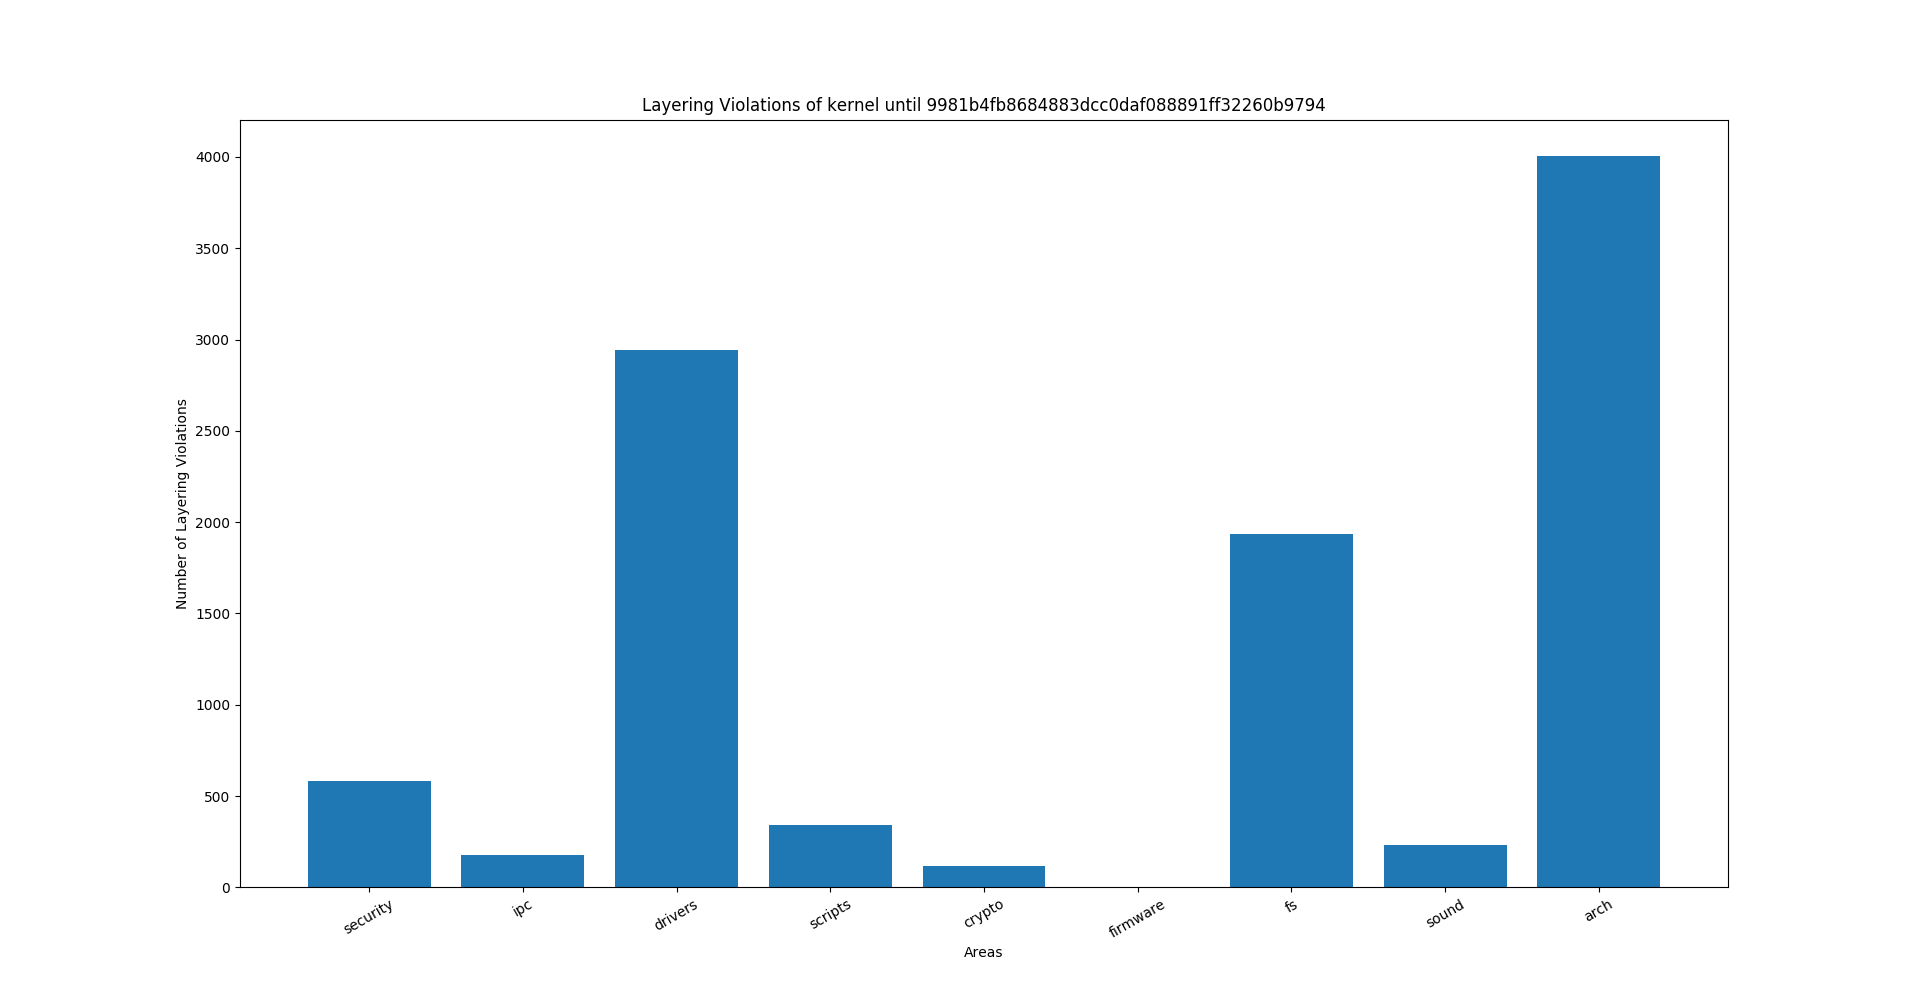 Layering Violations of kernel until 9981b4fb8684883dcc0daf088891ff32260b9794
Number of Layering Violations
4000
3500
3000
2500
2000
1500
1000
500
0
security
ipc
drivers
scripts
crypto
firmware
fs
sound
arch
Areas